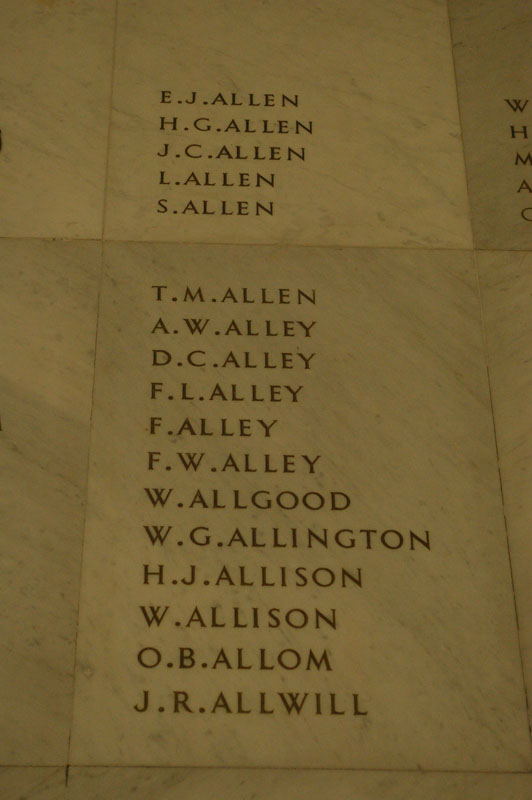 E.J.ALLEN
H.G.ALLEN
J.C.ALLEN
L.ALLEN
S.ALLEN
T.M.ALLEN
A.W.ALLEY
D.C.ALLEY
F.L.ALLEY
F.ALLEY
F.W.ALLEY
W.ALLGOOD
W.G.ALLINGTON
H.J.ALLISON
W.ALLISON
O.B.ALLOM
J.R.ALLWILL